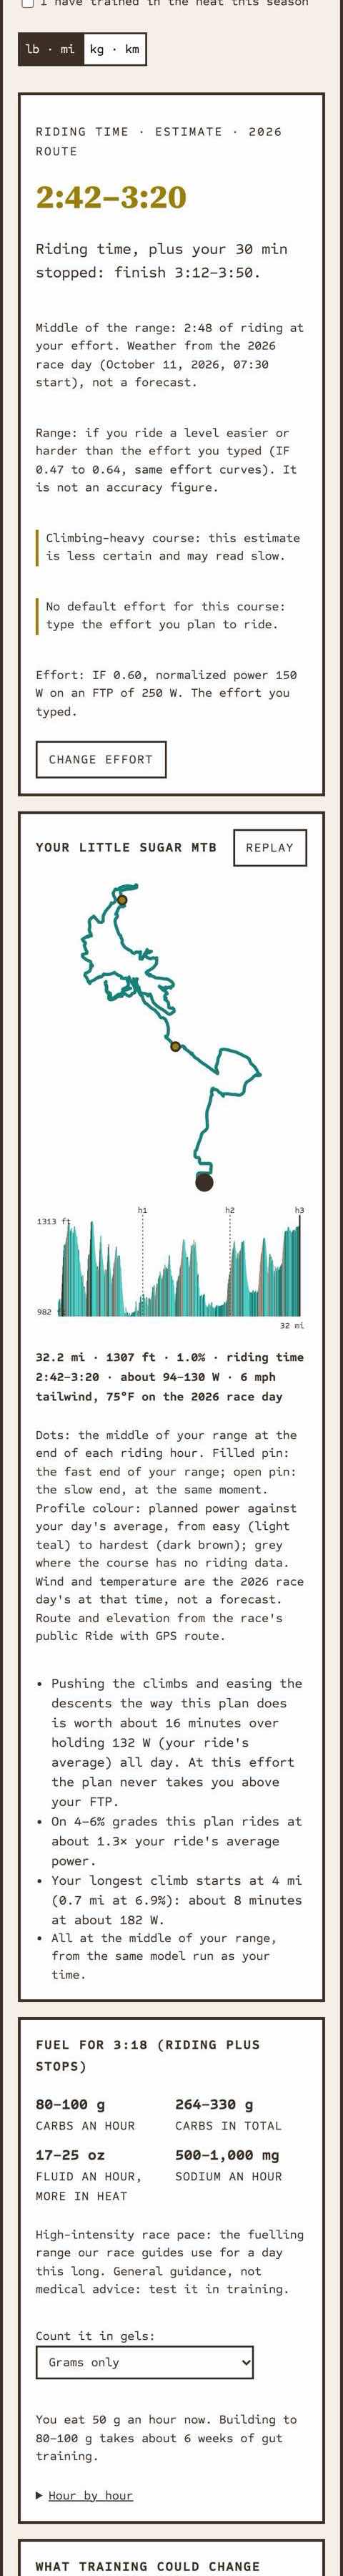 I have trained in the heat this season
lb · mi
kg · km
RIDING TIME · ESTIMATE · 2026
ROUTE
2:42–3:20
Riding time, plus your 30 min
stopped: finish 3:12–3:50.
Middle of the range: 2:48 of riding at
your effort. Weather from the 2026
race day (October 11, 2026, 07:30
start), not a forecast.
Range: if you ride a level easier or
harder than the effort you typed (IF
0.47 to 0.64, same effort curves). It
is not an accuracy figure.
Climbing-heavy course: this estimate
is less certain and may read slow.
No default effort for this course:
type the effort you plan to ride.
Effort: IF 0.60, normalized power 150
W on an FTP of 250 W. The effort you
typed.
CHANGE EFFORT
YOUR LITTLE SUGAR MTB
REPLAY
h1
h2
h3
1313 ft
982
32 mi
32.2 mi · 1307 ft · 1.0% · riding time
2:42–3:20 · about 94–130 W · 6 mph
tailwind, 75°F on the 2026 race day
Dots: the middle of your range at the
end of each riding hour. Filled pin:
the fast end of your range; open pin:
the slow end, at the same moment.
Profile colour: planned power against
your day's average, from easy (light
teal) to hardest (dark brown); grey
where the course has no riding data.
Wind and temperature are the 2026 race
day's at that time, not a forecast.
Route and elevation from the race's
public Ride with GPS route.
• Pushing the climbs and easing the
descents the way this plan does
is worth about 16 minutes over
holding 132 W (your ride's
average) all day. At this effort
the plan never takes you above
your FTP.
• On 4–6% grades this plan rides at
about 1.3× your ride's average
power.
• Your longest climb starts at 4 mi
(0.7 mi at 6.9%): about 8 minutes
at about 182 W.
• All at the middle of your range,
from the same model run as your
time.
FUEL FOR 3:18 (RIDING PLUS
STOPS)
80–100 g
CARBS AN HOUR
264–330 g
CARBS IN TOTAL
17–25 oz
FLUID AN HOUR,
MORE IN HEAT
500–1,000 mg
SODIUM AN HOUR
High-intensity race pace: the fuelling
range our race guides use for a day
this long. General guidance, not
medical advice: test it in training.
Count it in gels:
Grams only
You eat 50 g an hour now. Building to
80–100 g takes about 6 weeks of gut
training.
▶ Hour by hour
WHAT TRAINING COULD CHANGE